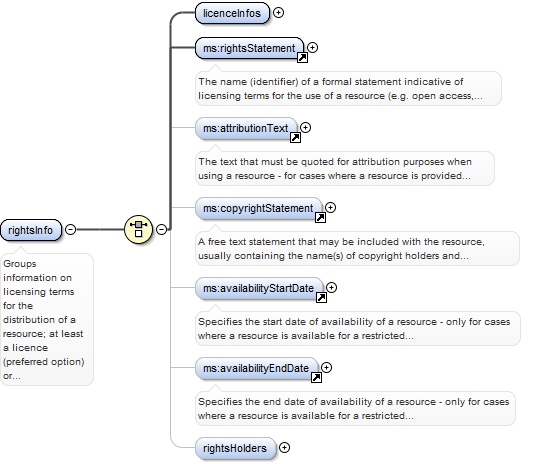 licenceInfos
ms:rightsStatement
The name (identifier) of a formal statement indicative of
licensing terms for the use of a resource (e.g. open access,...
ms:attributionText
The text that must be quoted for attribution purposes when
using a resource - for cases where a resource is provided...
ms:copyrightStatement
A free text statement that may be included with the resource,
usually containing the name(s) of copyright holders and...
rightsInfo
Groups
information on
licensing terms
for the
distribution of a
resource; at least
a licence
(preferred option)
or...
ms:availabilityStartDate
Specifies the start date of availability of a resource - only for cases
where a resource is available for a restricted...
ms:availabilityEndDate
Specifies the end date of availability of a resource - only for cases
where a resource is available for a restricted...
rightsHolders